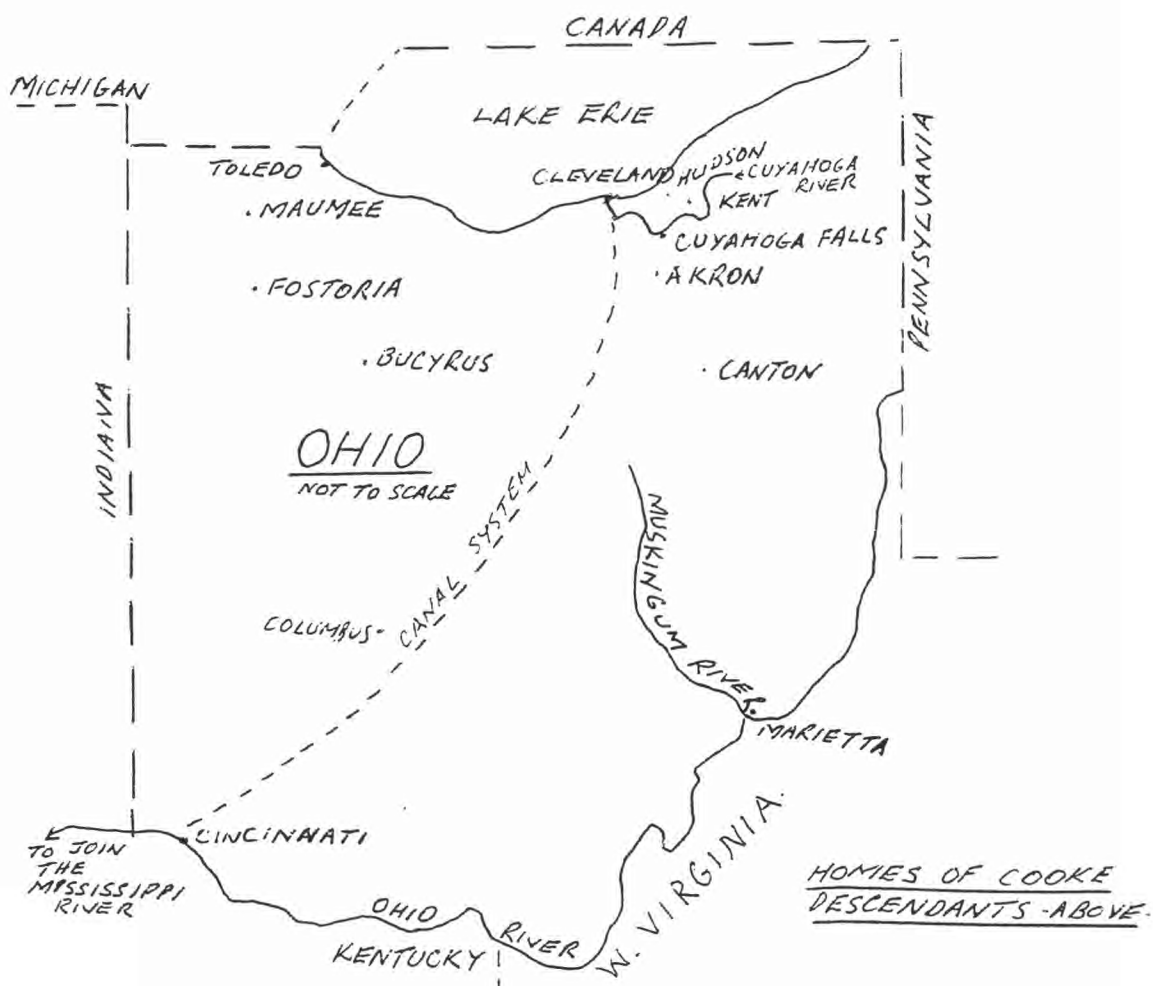 CANADA
MICHIGAN
LAKE ERIE
PENNSYLVANIA
TOLEDO
CLEVELAND
HUDSON
CUYAHOGA
RIVER
KENT
MAUMEE
CUYAHOGA FALLS
AKRON
FOSTORIA
BUCYRUS
CANTON
INDIAIVA
OHIO
NOT TO SCALE
CANAL SYSTEM
MUSKINGUM RIVER
COLUMBUS
MARIETTA
CINCINNATI
TO JOIN
THE
MISSISSIPPI
RIVER
OHIO RIVER
KENTUCKY
W. VIRGINIA.
HOMES OF COOKE
DESCENDANTS - ABOVE -